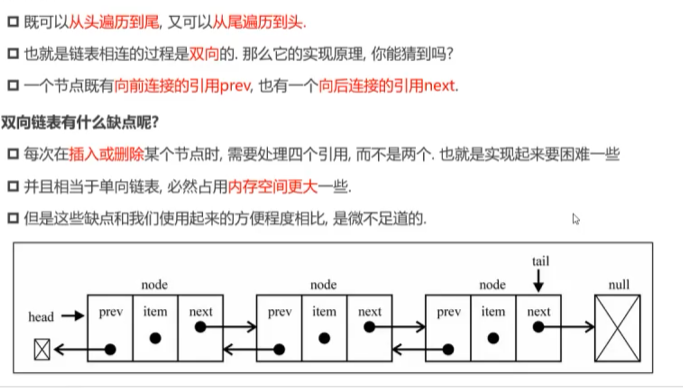 既可以从头遍历到尾, 又可以从尾遍历到头.
也就是链表相连的过程是双向的. 那么它的实现原理, 你能猜到吗?
一个节点既有向前连接的引用prev, 也有一个向后连接的引用next.
双向链表有什么缺点呢?
每次在插入或删除某个节点时, 需要处理四个引用, 而不是两个. 也就是实现起来要困难一些
并且相当于单向链表, 必然占用内存空间更大一些.
但是这些缺点和我们使用起来的方便程度相比, 是微不足道的.
tail
node node node null
head prev item next prev item next prev item next